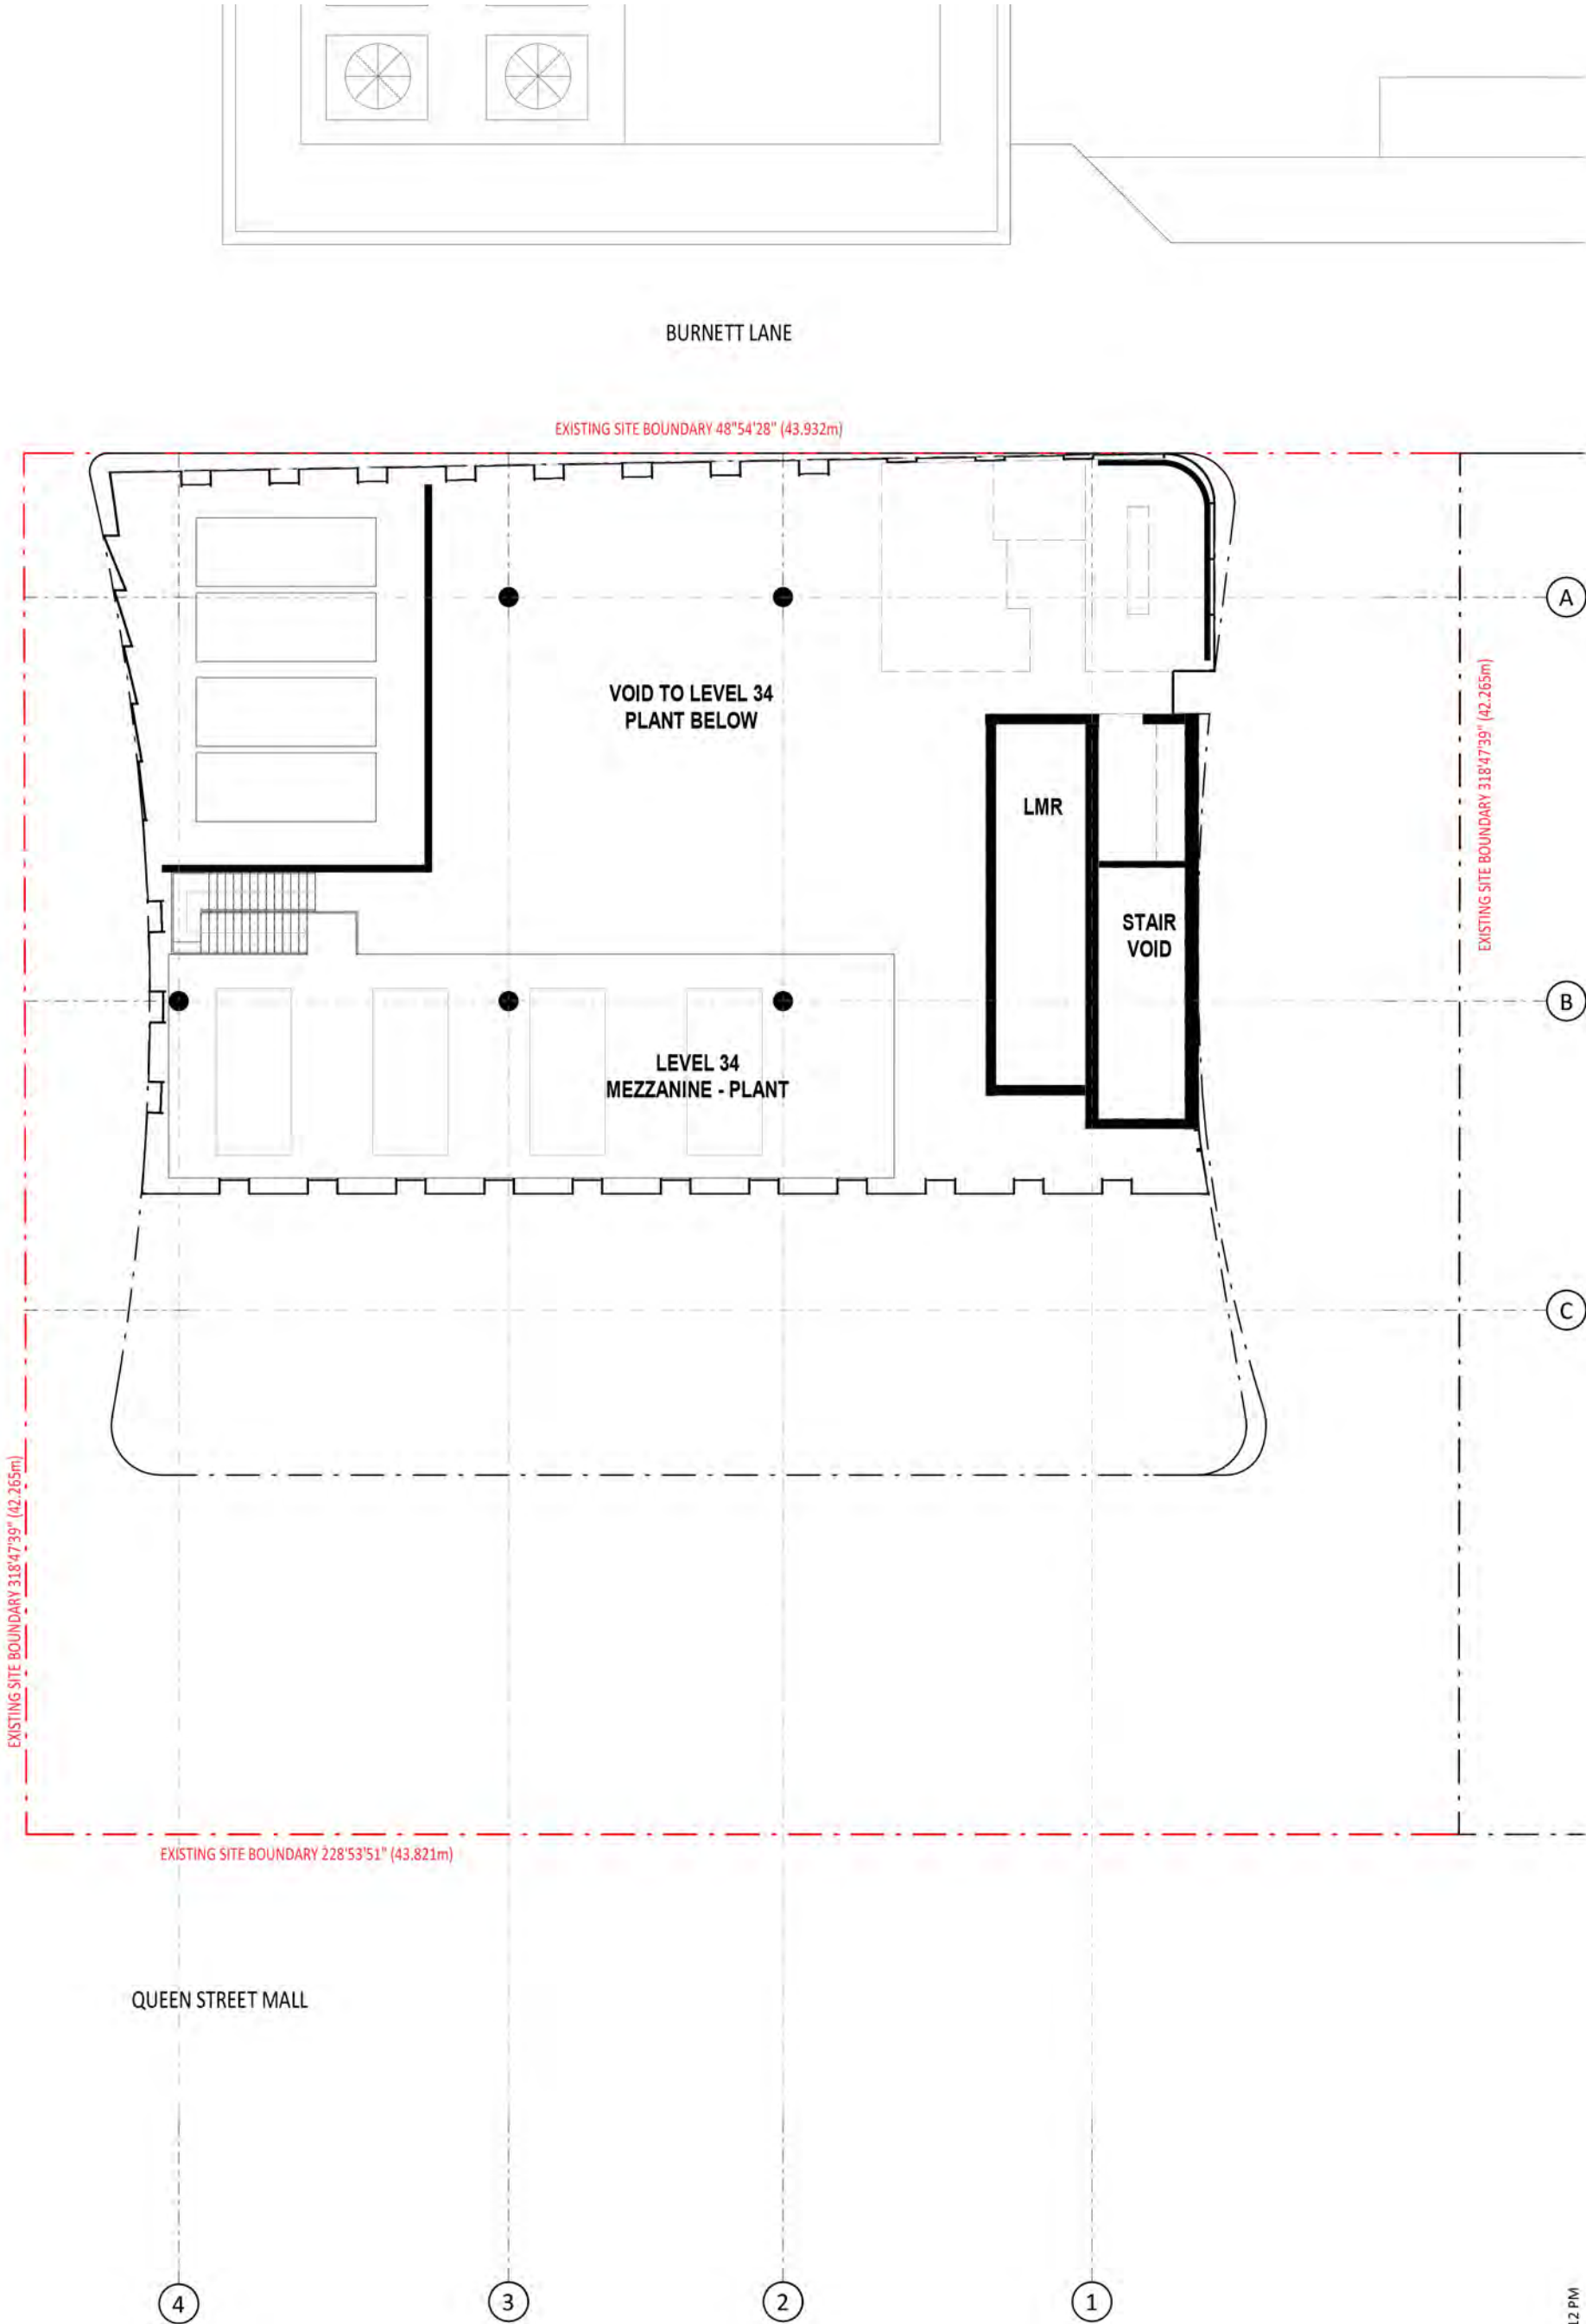 BURNETT LANE
EXISTING SITE BOUNDARY 48"54'28" (43.932m)
A
VOID TO LEVEL 34
PLANT BELOW
EXISTING SITE BOUNDARY 318'47'39" (42.265m)
LMR
STAIR
VOID
B
LEVEL 34
MEZZANINE - PLANT
C
EXISTING SITE BOUNDARY 318'47'39" (42.265m)
EXISTING SITE BOUNDARY 228'53'51" (43.821m)
QUEEN STREET MALL
4
3
2
1
12 PM